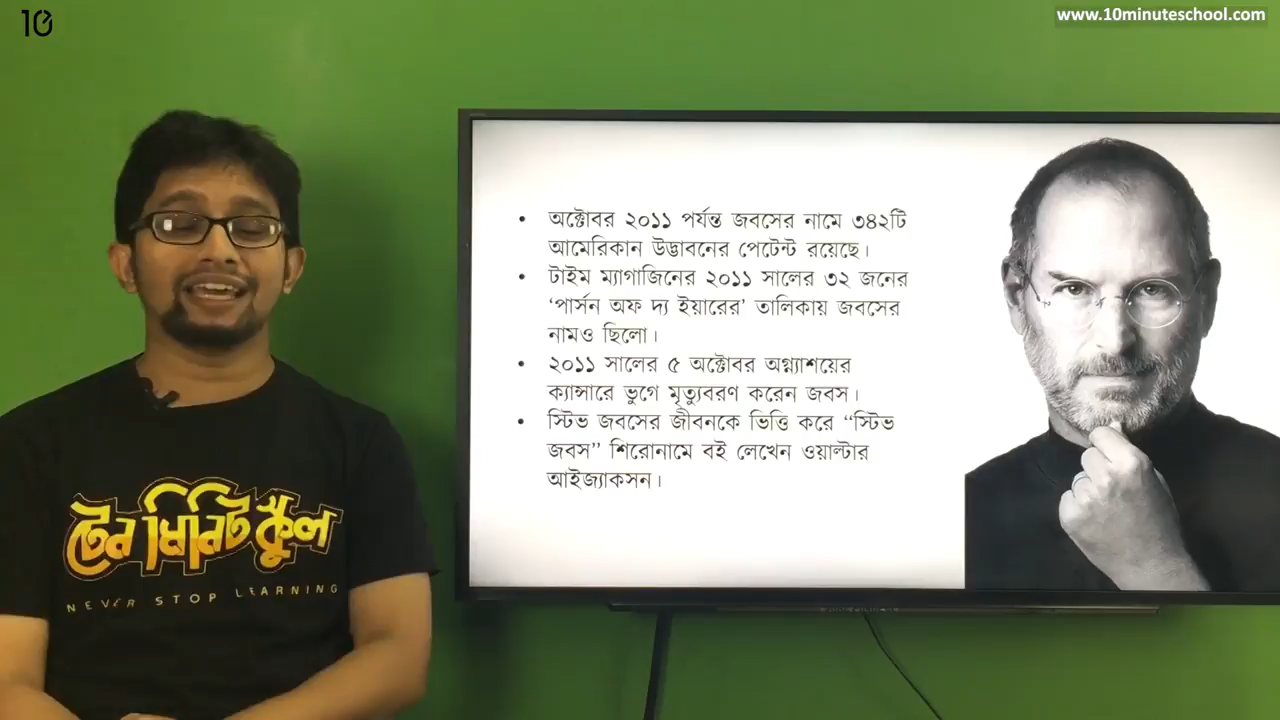 10
www.10minuteschool.com
• অক্টোবর ২০১১ পর্যন্ত জবসের নামে ৩৪২টি
আমেরিকান উদ্ভাবনের পেটেন্ট রয়েছে।
• টাইম ম্যাগাজিনের ২০১১ সালের ৩২ জনের
‘পার্সন অফ দ্য ইয়ারের’ তালিকায় জবসের
নামও ছিলো।
• ২০১১ সালের ৫ অক্টোবর অগ্ন্যাশয়ের
ক্যান্সারে ভুগে মৃত্যুবরণ করেন জবস।
• স্টিভ জবসের জীবনকে ভিত্তি করে “স্টিভ
জবস” শিরোনামে বই লেখেন ওয়াল্টার
আইজ্যাকসন।
টেন মিনিট স্কুল
NEVER STOP LEARNING